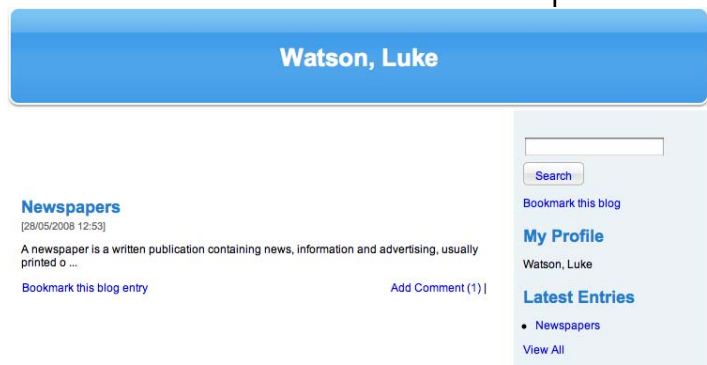 Watson, Luke
Newspapers
[28/05/2008 12:53]
A newspaper is a written publication containing news, information and advertising, usually
printed o ...
Bookmark this blog entry
Add Comment (1) |
Search
Bookmark this blog
My Profile
Watson, Luke
Latest Entries
• Newspapers
View All